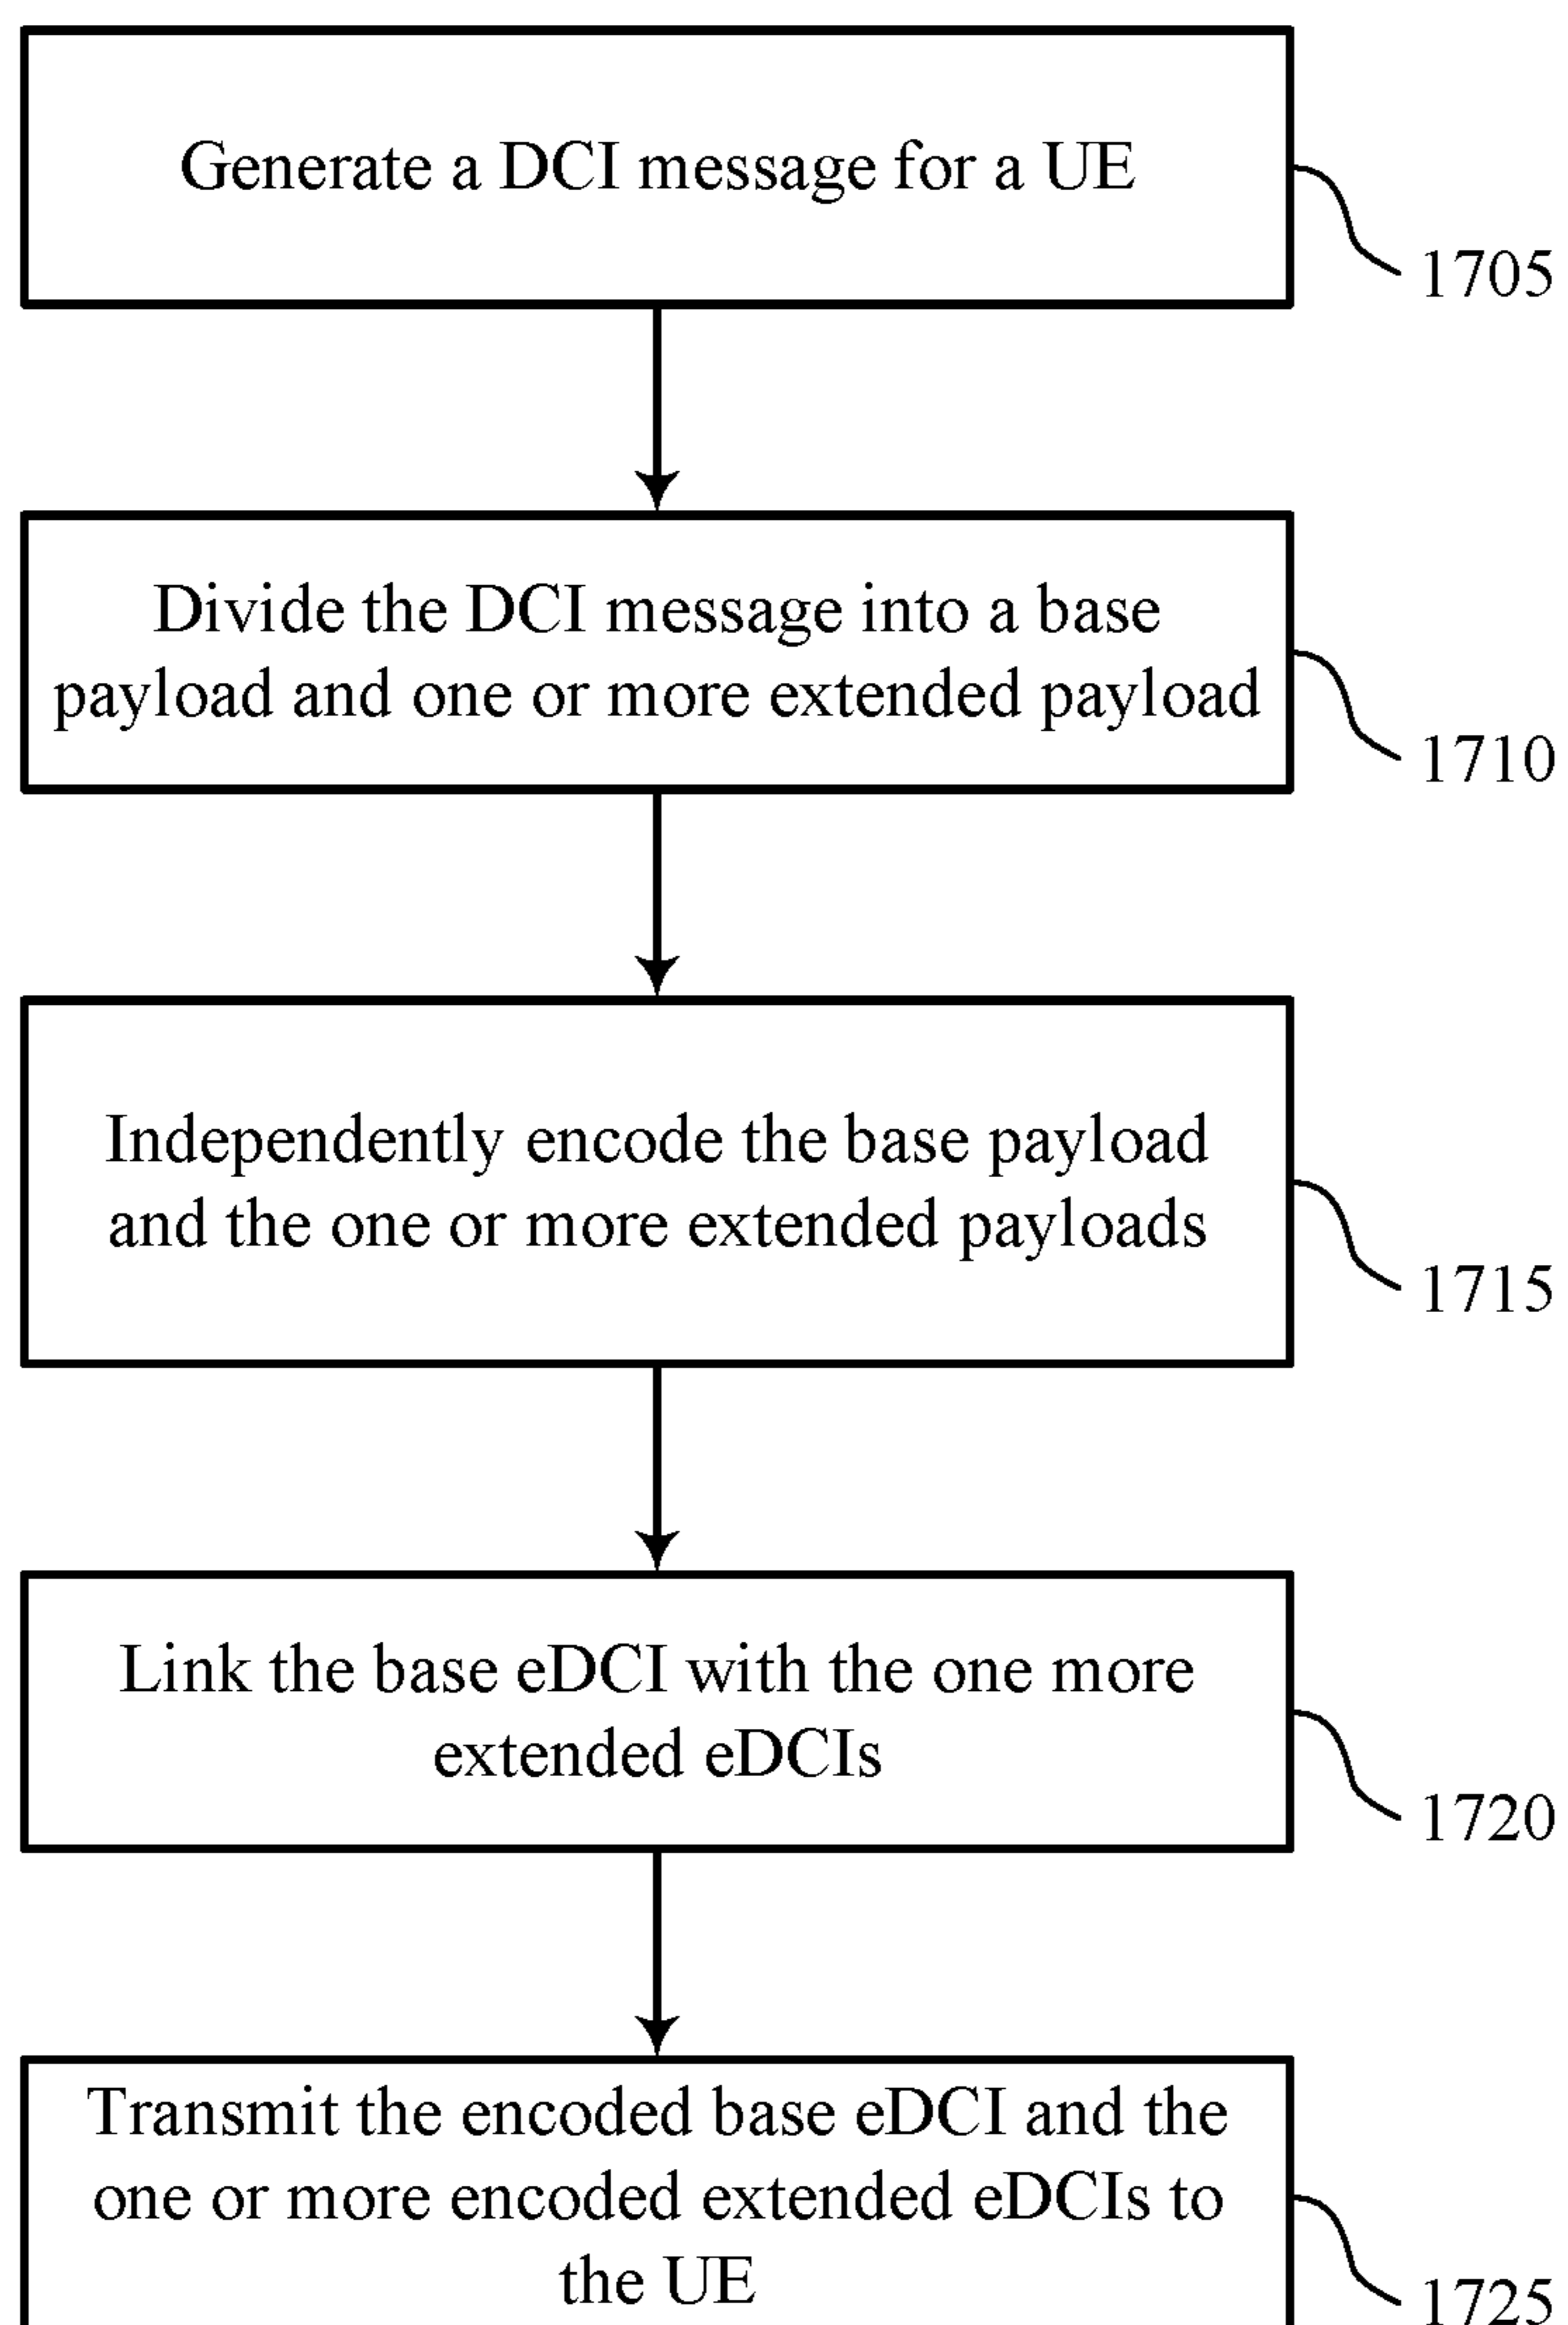 Generate a DCI message for a UE
1705
Divide the DCI message into a base
payload and one or more extended payload
1710
Independently encode the base payload
and the one or more extended payloads
1715
Link the base eDCI with the one more
extended eDCIs
1720
Transmit the encoded base eDCI and the
one or more encoded extended eDCIs to
the UE
1725